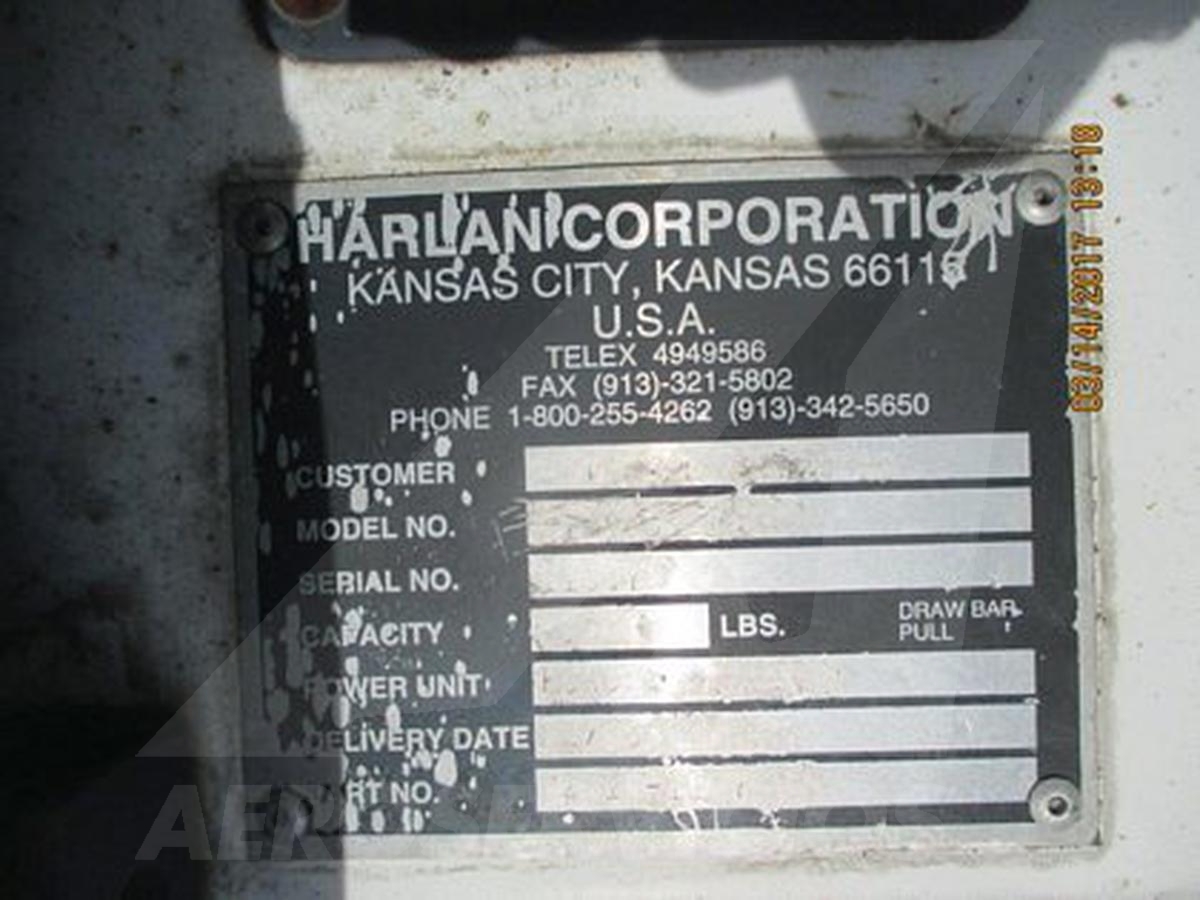 HARLAN CORPORATION
KANSAS CITY, KANSAS 66115
U.S.A.
TELEX 4949586
FAX (913)-321-5802
PHONE 1-800-255-4262 (913)-342-5650
CUSTOMER
MODEL NO.
SERIAL NO.
CAPACITY LBS. DRAW BAR
PULL
POWER UNIT
DELIVERY DATE
PART NO.
03/14/2017 13:18